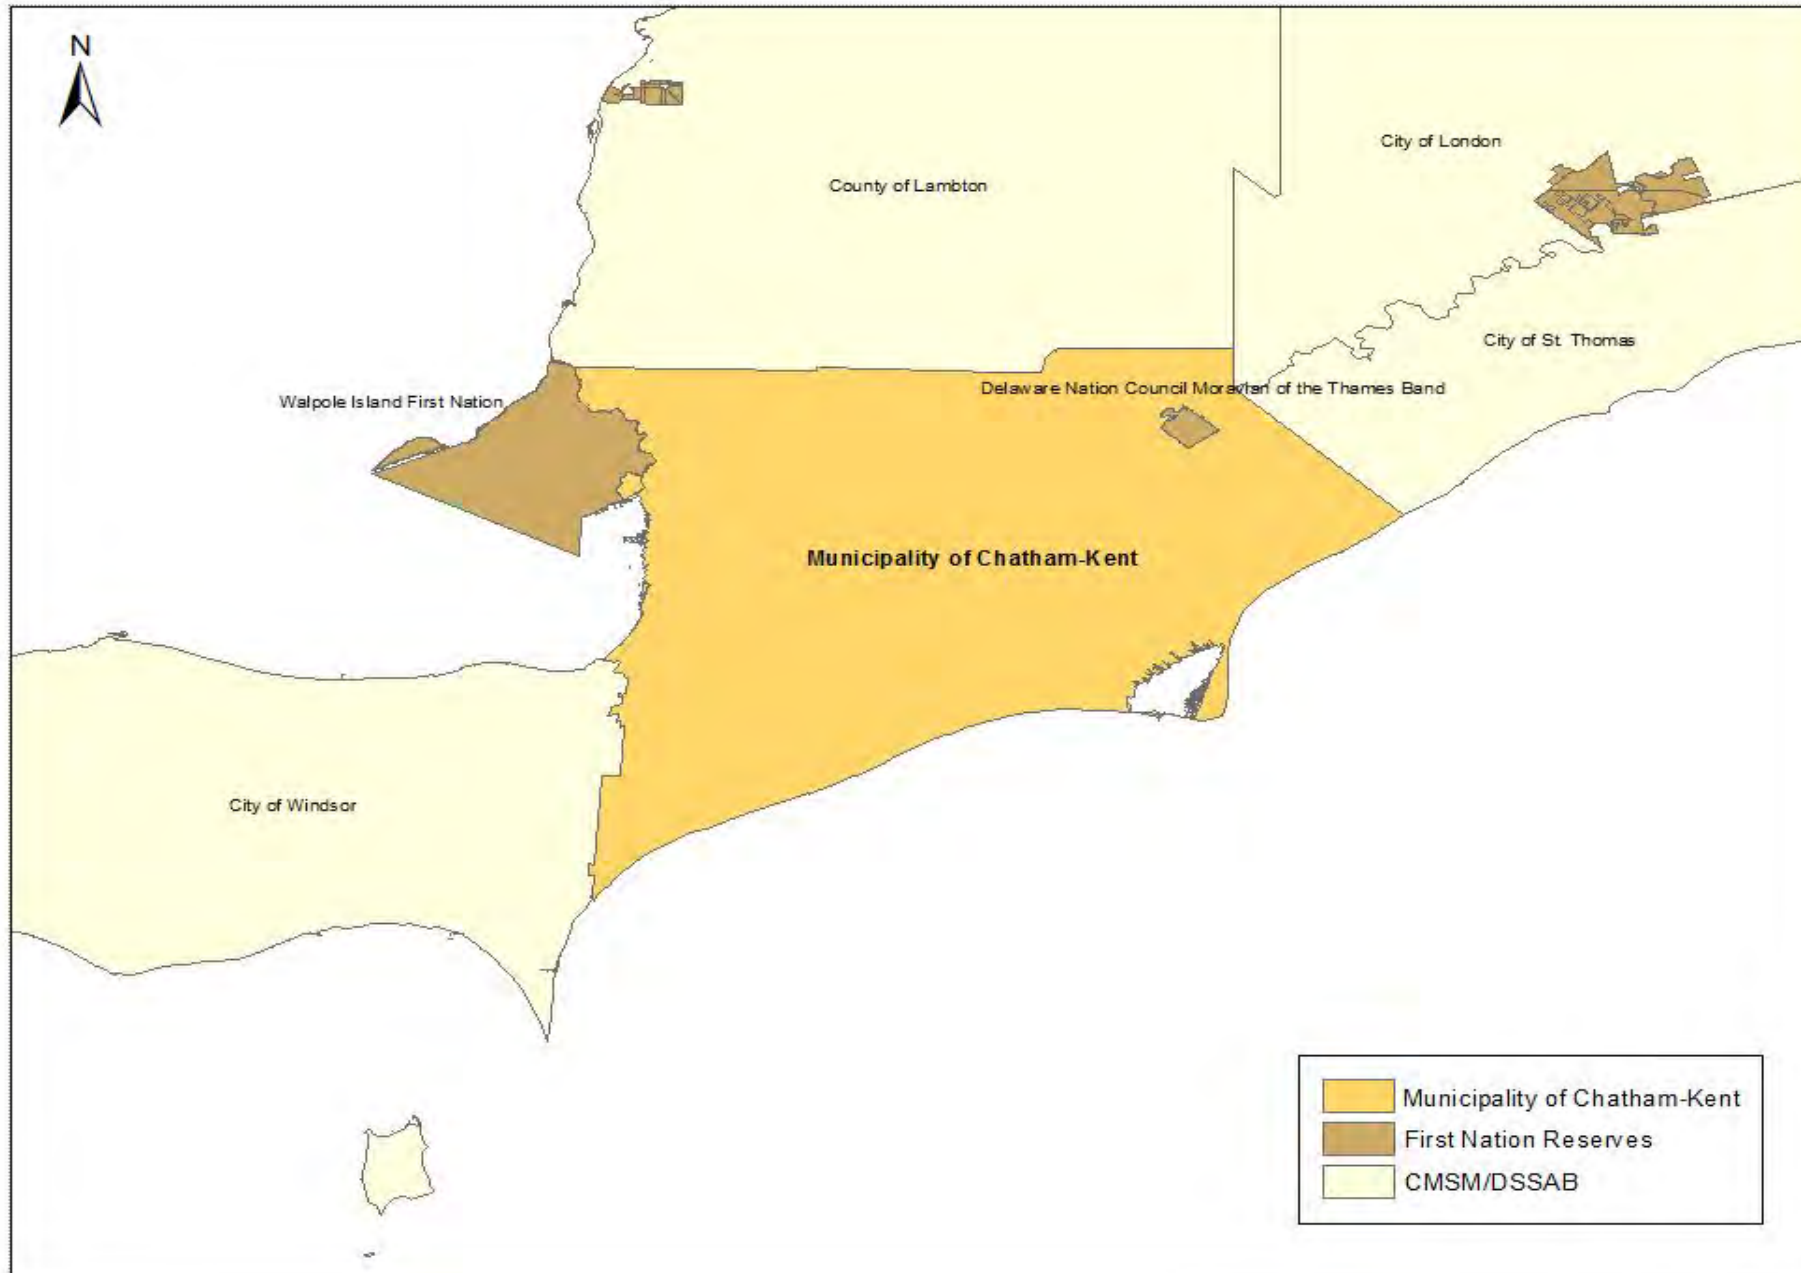 N
City of London
County of Lambton
City of St. Thomas
Delaware Nation Council Moravian of the Thames Band
Walpole Island First Nation
Municipality of Chatham-Kent
City of Windsor
Municipality of Chatham-Kent
First Nation Reserves
CMSM/DSSAB